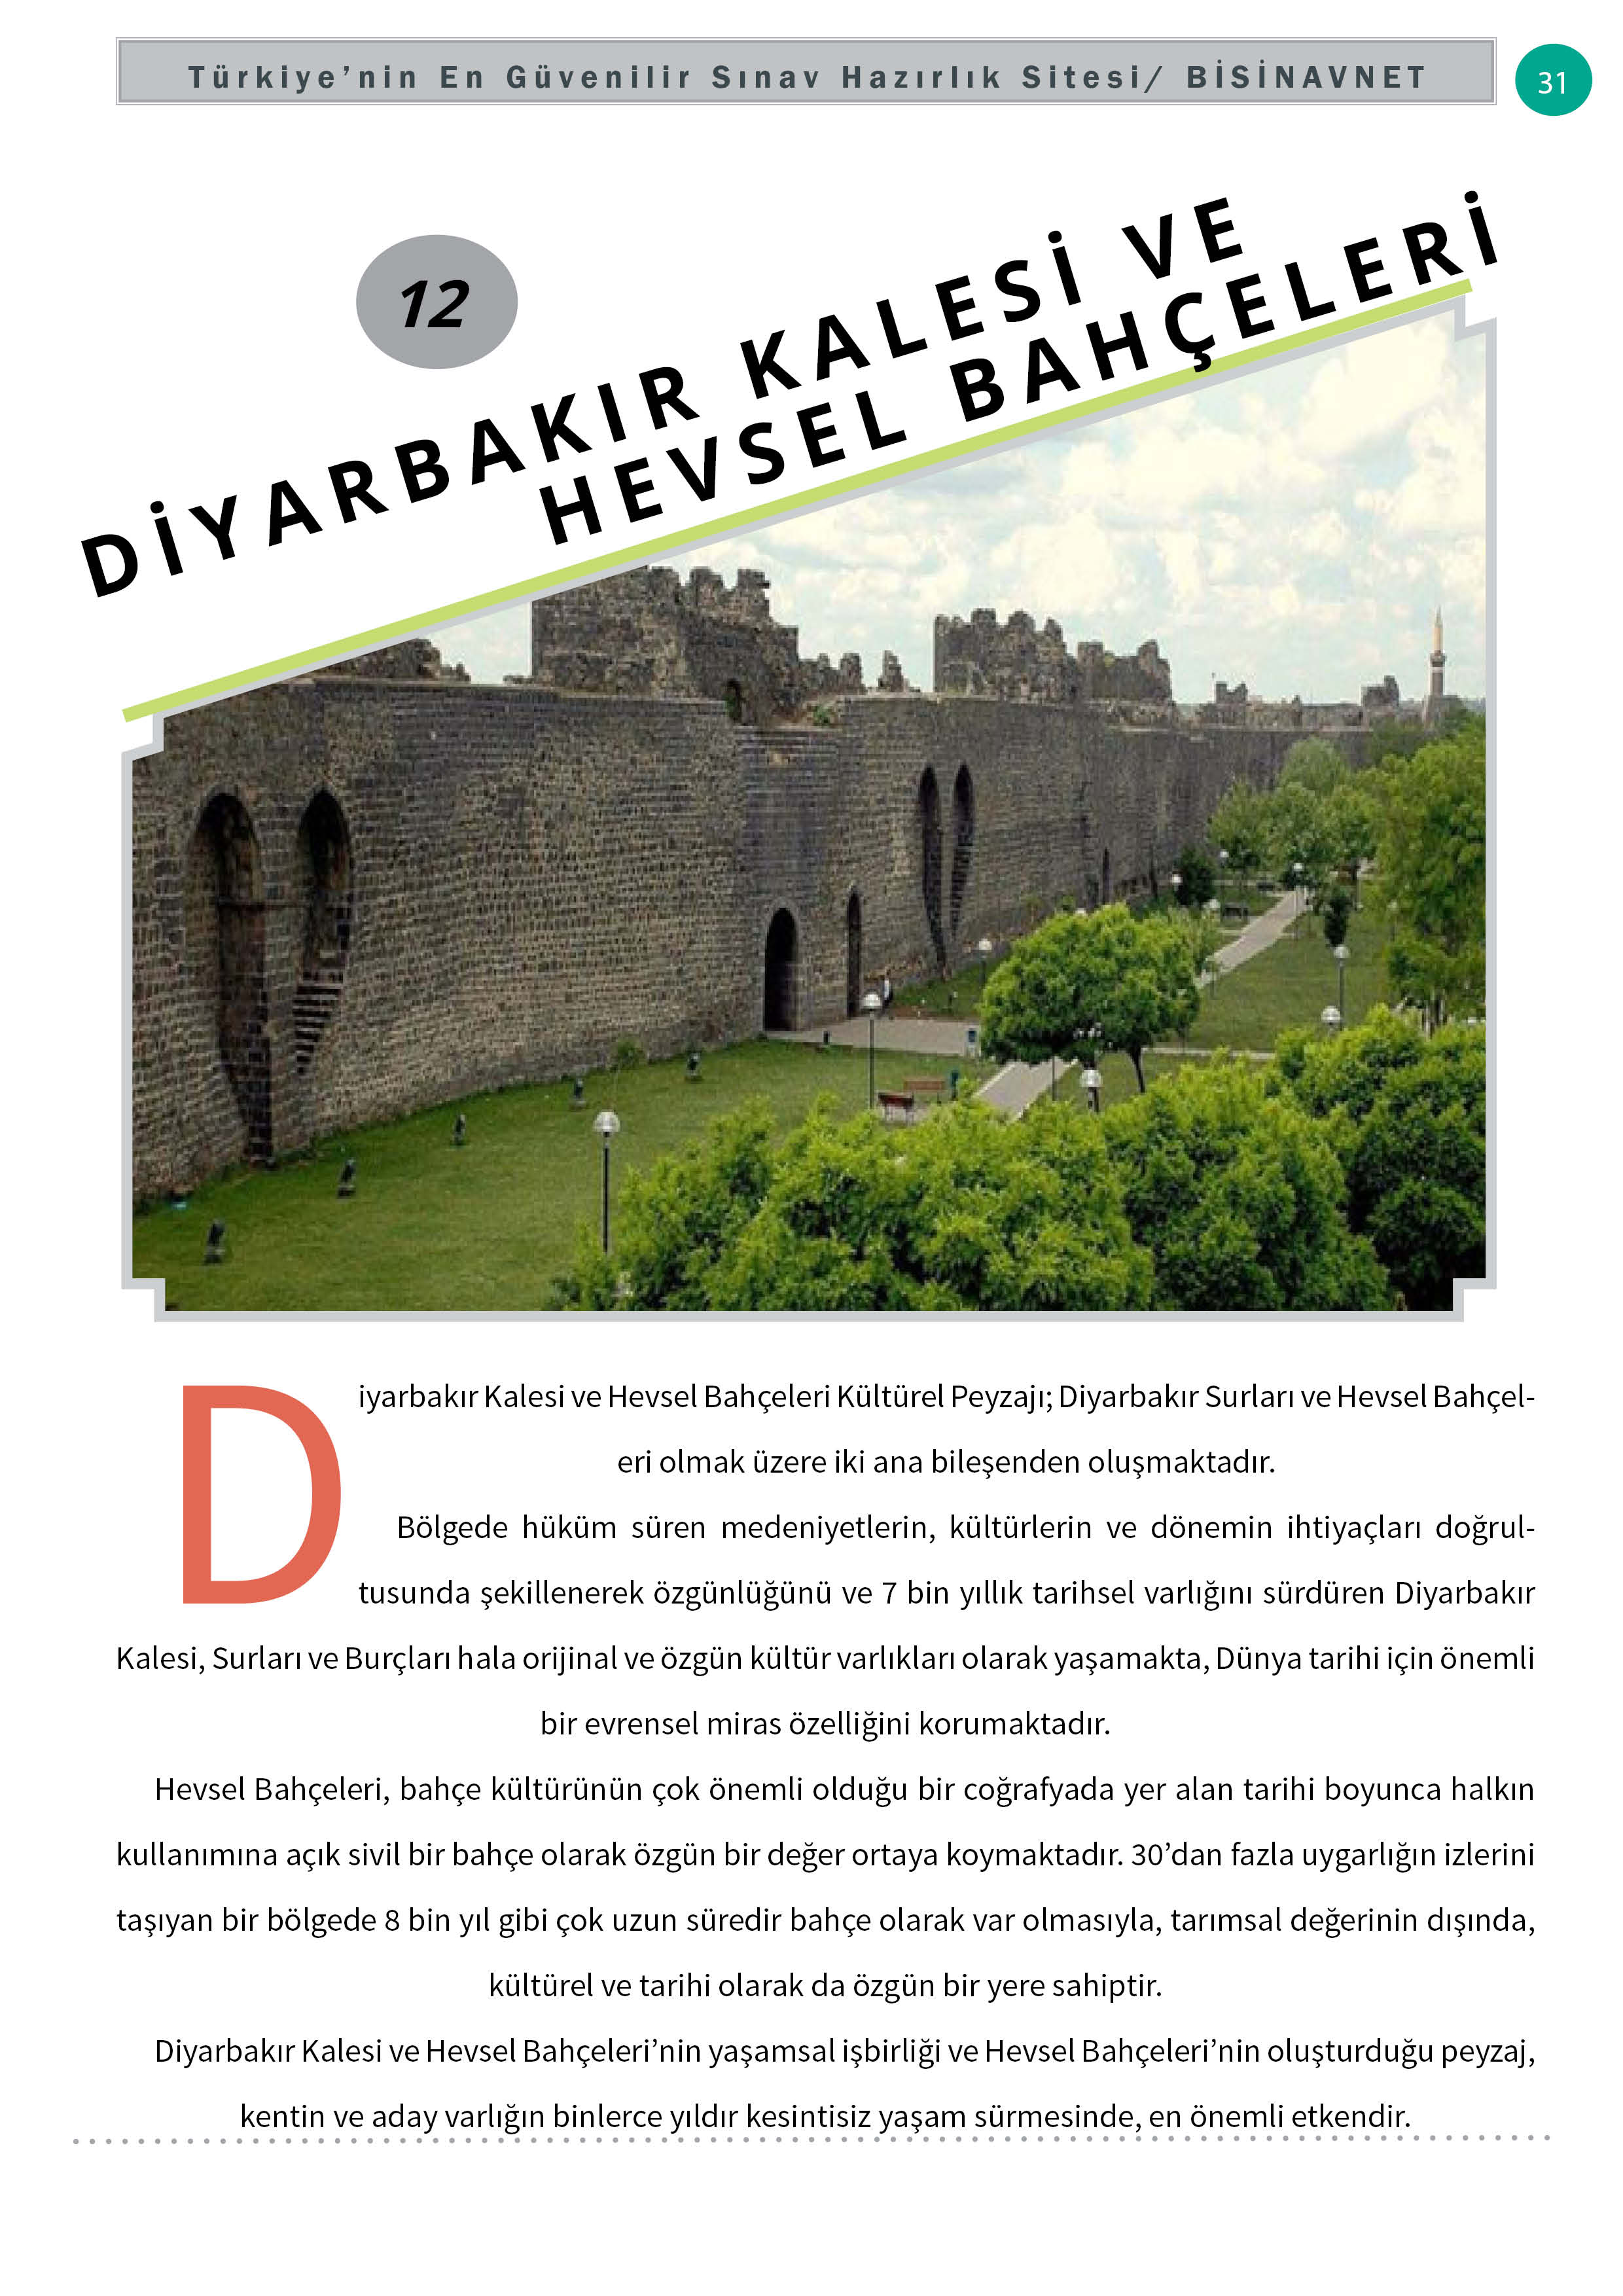 Türkiye’nin En Güvenilir Sınav Hazırlık Sitesi/ BİSİNAVNET
31
12
DİYARBAKIR KALESİ VE
HEVSEL BAHÇELERİ
Diyarbakır Kalesi ve Hevsel Bahçeleri Kültürel Peyzajı; Diyarbakır Surları ve Hevsel Bahçel-
eri olmak üzere iki ana bileşenden oluşmaktadır.
Bölgede hüküm süren medeniyetlerin, kültürlerin ve dönemin ihtiyaçları doğrul-
tusunda şekillenerek özgünlüğünü ve 7 bin yıllık tarihsel varlığını sürdüren Diyarbakır
Kalesi, Surları ve Burçları hala orijinal ve özgün kültür varlıkları olarak yaşamakta, Dünya tarihi için önemli
bir evrensel miras özelliğini korumaktadır.
Hevsel Bahçeleri, bahçe kültürünün çok önemli olduğu bir coğrafyada yer alan tarihi boyunca halkın
kullanımına açık sivil bir bahçe olarak özgün bir değer ortaya koymaktadır. 30’dan fazla uygarlığın izlerini
taşıyan bir bölgede 8 bin yıl gibi çok uzun süredir bahçe olarak var olmasıyla, tarımsal değerinin dışında,
kültürel ve tarihi olarak da özgün bir yere sahiptir.
Diyarbakır Kalesi ve Hevsel Bahçeleri’nin yaşamsal işbirliği ve Hevsel Bahçeleri’nin oluşturduğu peyzaj,
kentin ve aday varlığın binlerce yıldır kesintisiz yaşam sürmesinde, en önemli etkendir.